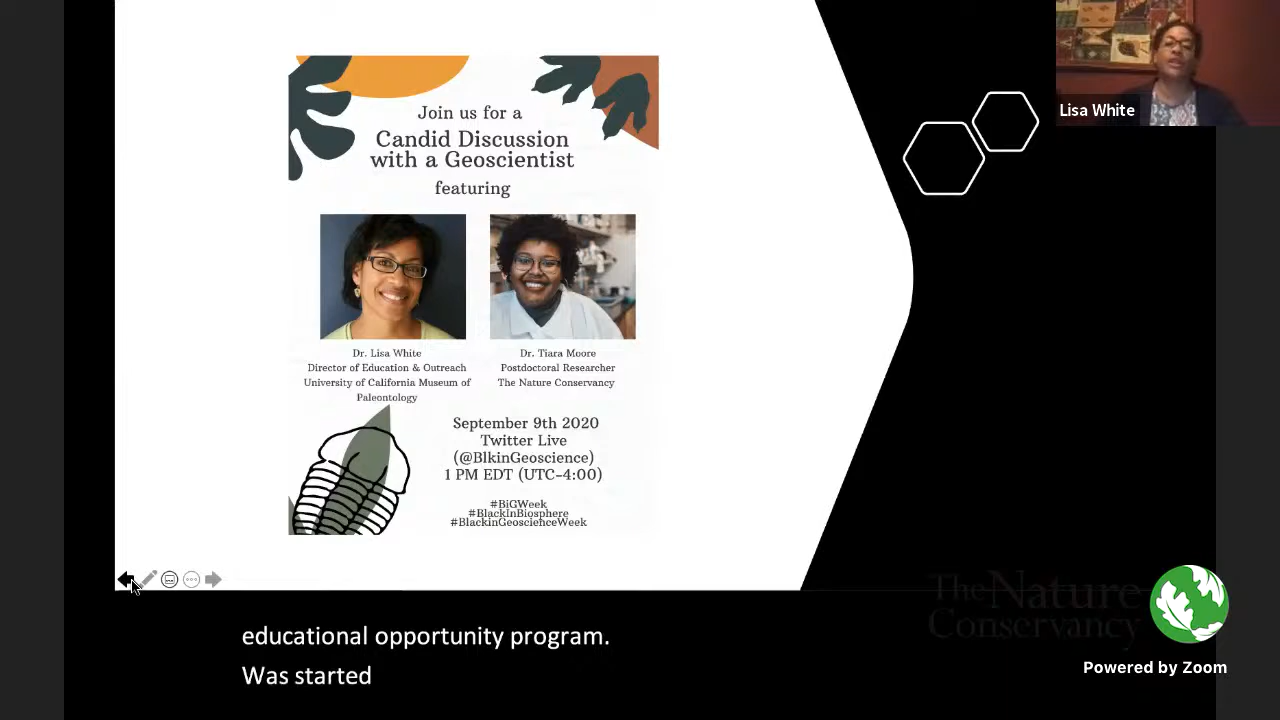 Join us for a
Candid Discussion
with a Geoscientist
featuring
Dr. Lisa White
Director of Education & Outreach
University of California Museum of
Paleontology
Dr. Tiara Moore
Postdoctoral Researcher
The Nature Conservancy
September 9th 2020
Twitter Live
(@BlkinGeoscience)
1 PM EDT (UTC-4:00)
#BiGWeek
#BlackInBiosphere
#BlackinGeoscienceWeek
Lisa White
The Nature
Conservancy
Powered by Zoom
educational opportunity program.
Was started